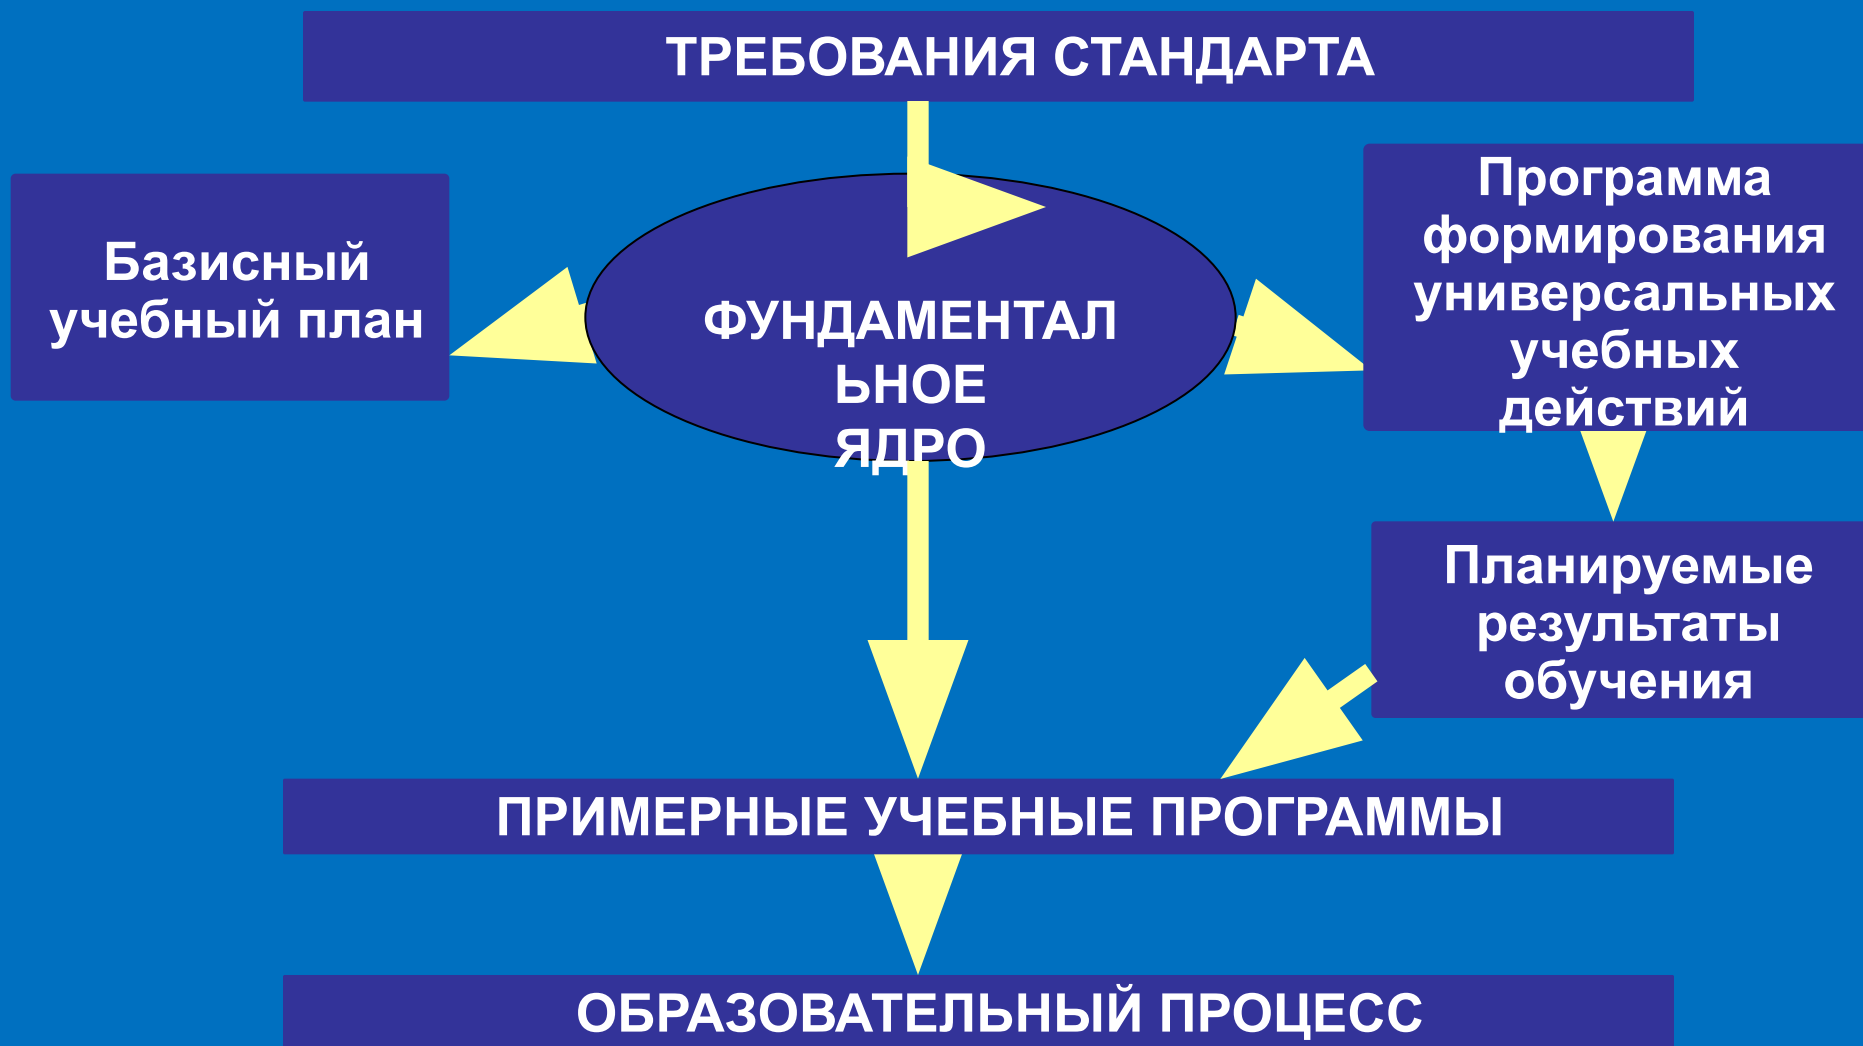 ТРЕБОВАНИЯ СТАНДАРТА
Базисный
учебный план
ФУНДАМЕНТАЛ
ЬНОЕ
ЯДРО
Программа
формирования
универсальных
учебных
действий
Планируемые
результаты
обучения
ПРИМЕРНЫЕ УЧЕБНЫЕ ПРОГРАММЫ
ОБРАЗОВАТЕЛЬНЫЙ ПРОЦЕСС